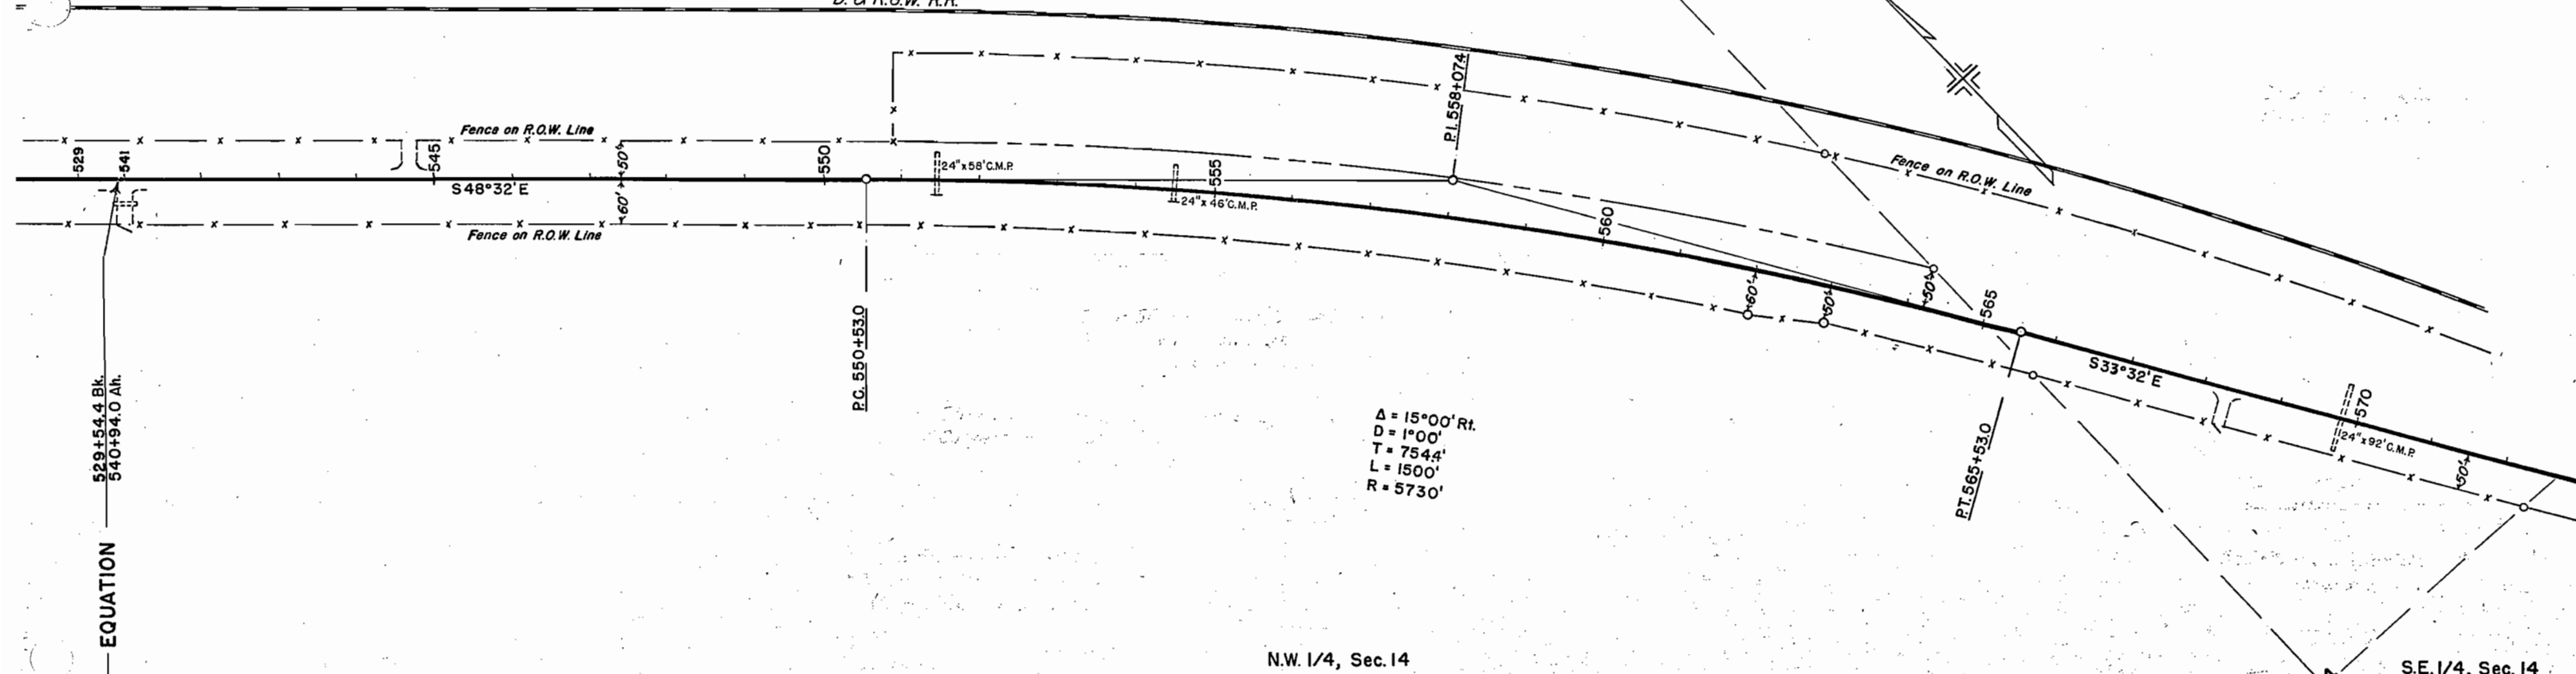 529
541
Fence on R.O.W. Line
545
50'
550
24" x 58' C.M.P.
555
P.I. 558+07.4
Fence on R.O.W. Line
S48°32'E
60'
24" x 46' C.M.P.
Fence on R.O.W. Line
560
60'
50'
50'
565
S33°32'E
570
24" x 92' C.M.P.
50'
529+54.4 Bk.
540+94.0 Ah.
EQUATION
P.C. 550+53.0
Δ = 15°00' Rt.
D = 1°00'
T = 754.4'
L = 1500'
R = 5730'
P.T. 565+53.0
N.W. 1/4, Sec. 14
S.E. 1/4, Sec. 14